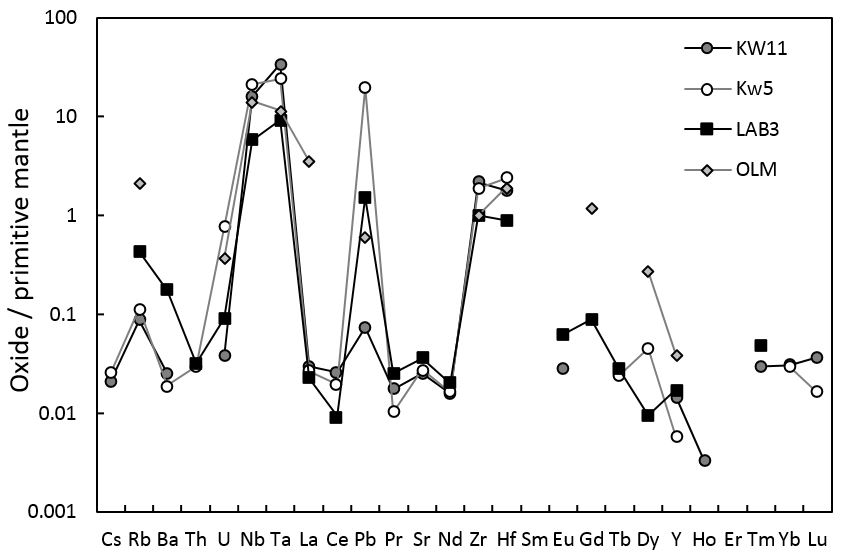 100
10
1
0.1
0.01
0.001
Oxide / primitive mantle
KW11
Kw5
LAB3
OLM
Cs Rb Ba Th U Nb Ta La Ce Pb Pr Sr Nd Zr Hf Sm Eu Gd Tb Dy Y Ho Er Tm Yb Lu